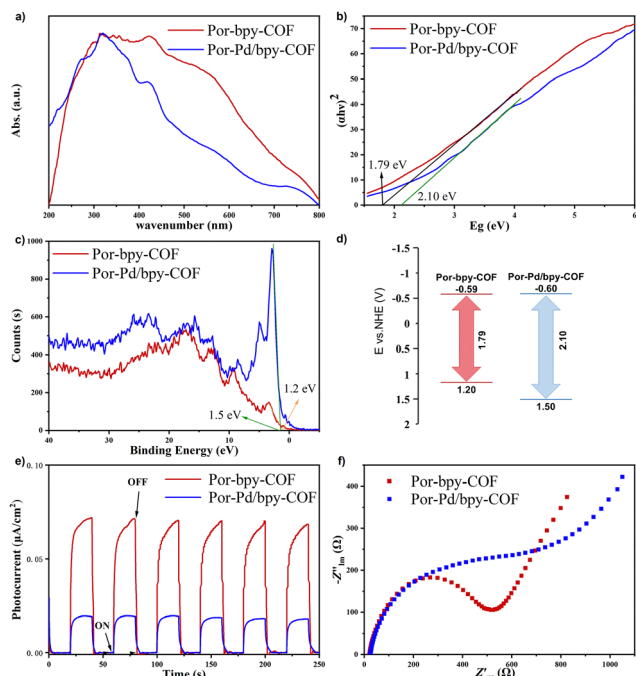 a)
Por-bpy-COF
Por-Pd/bpy-COF
Abs. (a.u.)
200 300 400 500 600 700 800
wavenumber (nm)
b)
Por-bpy-COF
Por-Pd/bpy-COF
(αhν)²
70
60
50
40
30
20
10
0
1.79 eV
2.10 eV
2 3 4 5 6
Eg (eV)
c)
Por-bpy-COF
Por-Pd/bpy-COF
Counts (s)
1000
900
800
700
600
500
400
300
200
100
0
1.2 eV
1.5 eV
40 30 20 10 0
Binding Energy (eV)
d)
E vs.NHE (V)
-1.5
-1
-0.5
0
0.5
1
1.5
2
Por-bpy-COF Por-Pd/bpy-COF
-0.59 -0.60
1.79 2.10
1.20 1.50
e)
Por-bpy-COF
Por-Pd/bpy-COF
OFF
ON
Photocurrent (μA/cm²)
0.10
0.05
0.00
0 50 100 150 200 250
Time (s)
f)
Por-bpy-COF
Por-Pd/bpy-COF
-Z''Im (Ω)
400
300
200
100
0
0 200 400 600 800 1000
Z' (Ω)